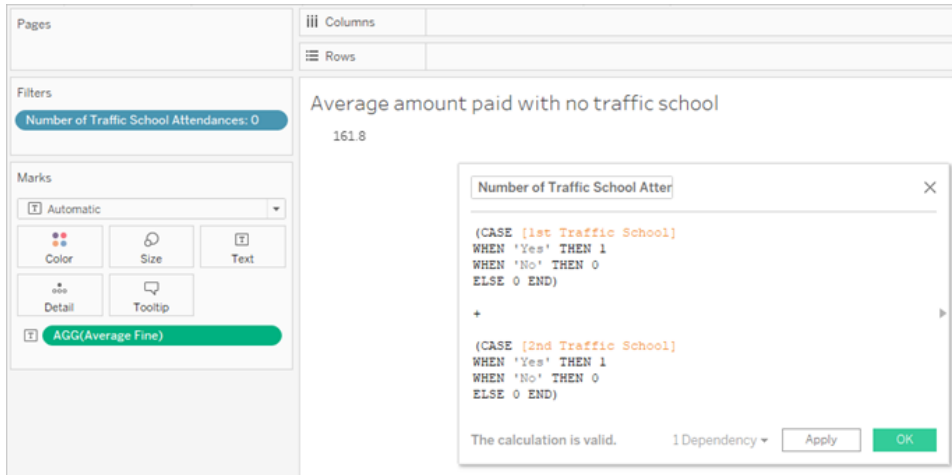 Pages
Columns
Rows
Filters
Number of Traffic School Attendances: 0
Average amount paid with no traffic school
161.8
Marks
T Automatic
Color Size T Text
Detail Tooltip
T AGG(Average Fine)
Number of Traffic School Atter
(CASE [1st Traffic School]
WHEN 'Yes' THEN 1
WHEN 'No' THEN 0
ELSE 0 END)
+
(CASE [2nd Traffic School]
WHEN 'Yes' THEN 1
WHEN 'No' THEN 0
ELSE 0 END)
The calculation is valid. 1 Dependency Apply OK